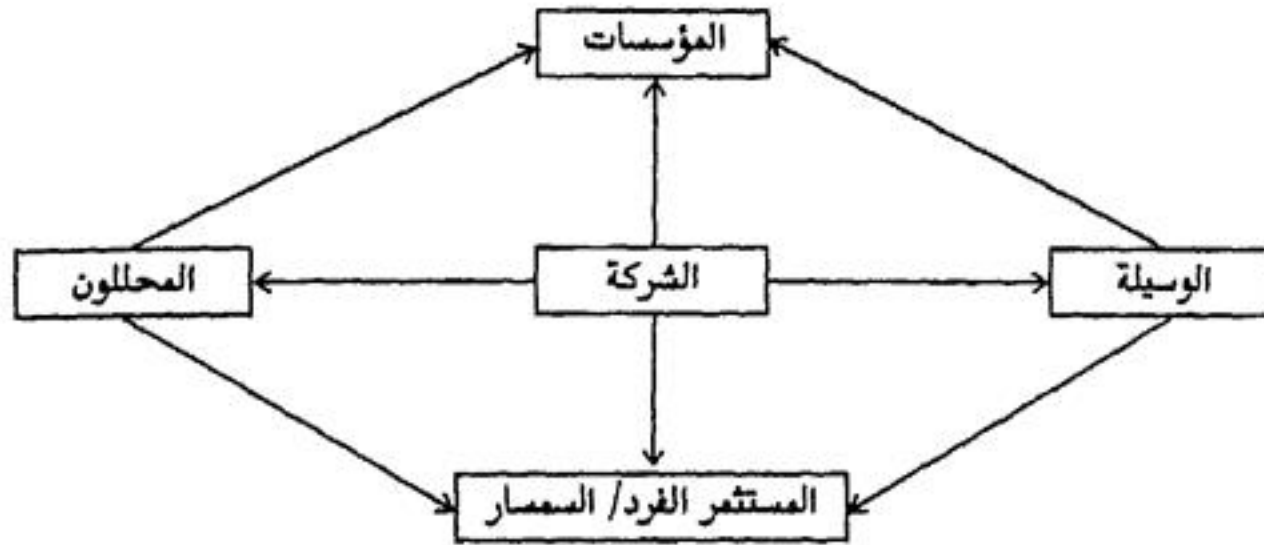 المؤسسات
المحللون
الشركة
الوسيلة
المستثمر الفرد/ السمسار